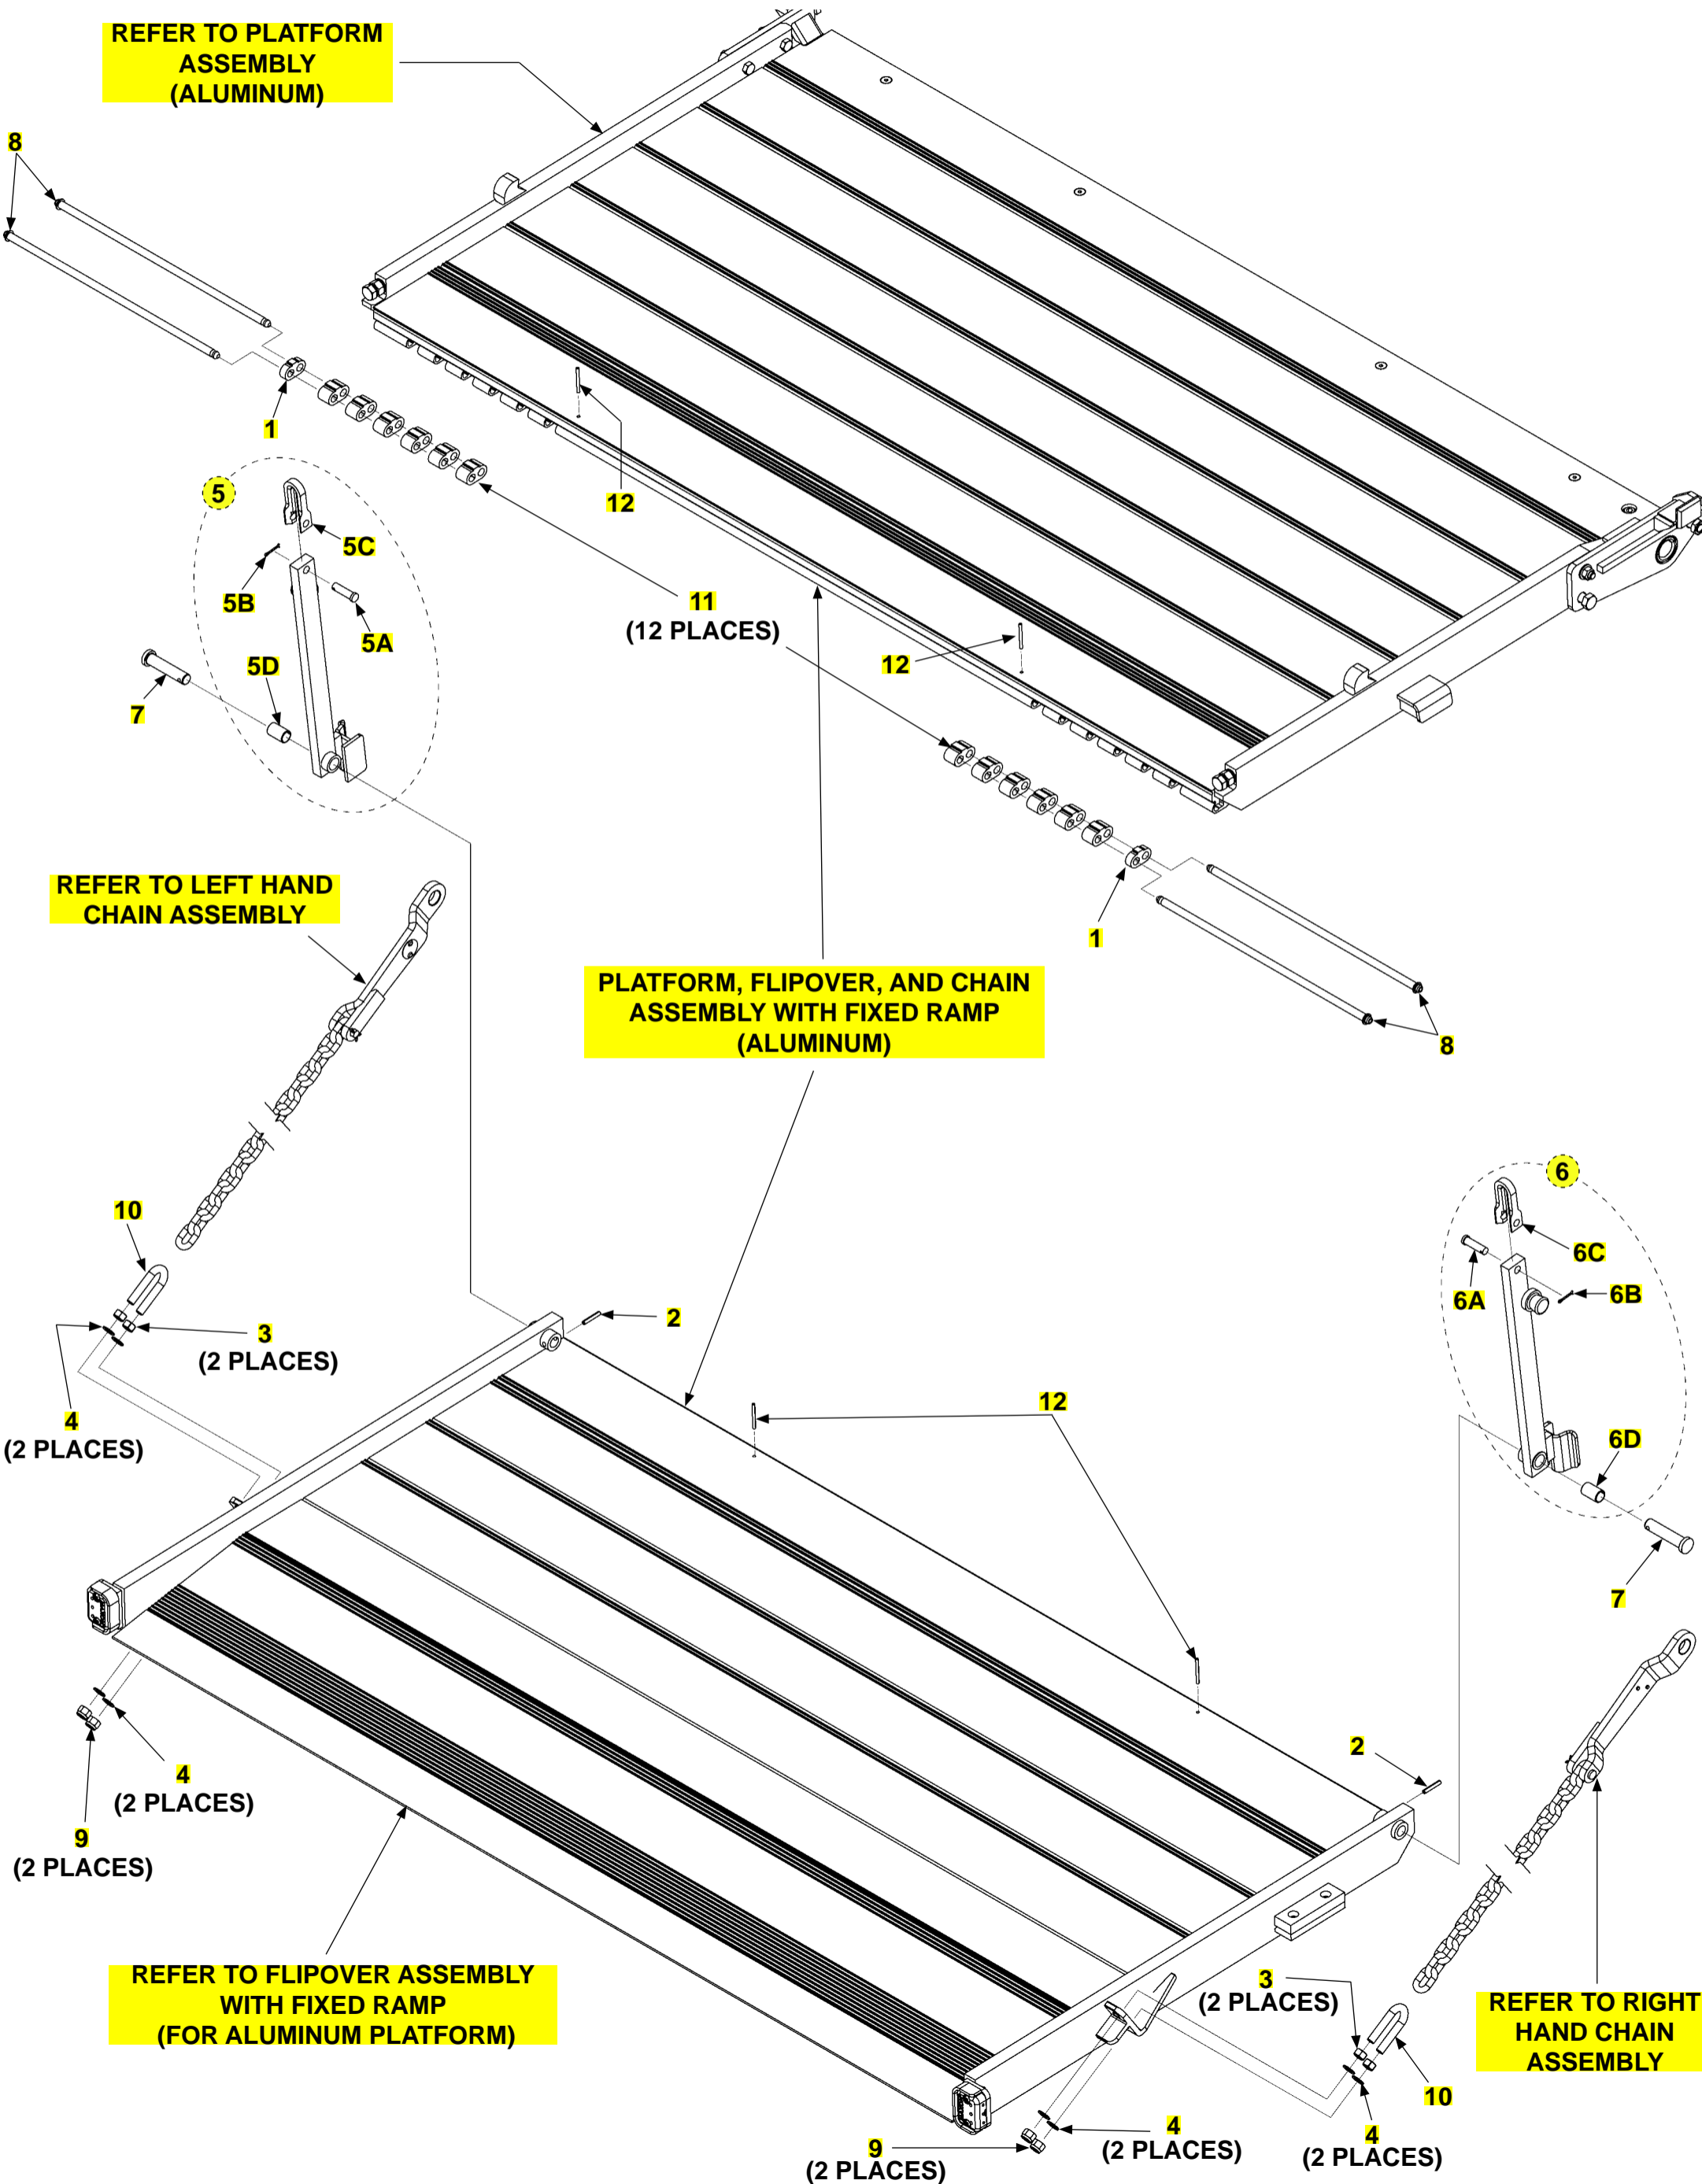 REFER TO PLATFORM
ASSEMBLY
(ALUMINUM)
8
1
5
5C
5B
5A
5D
7
12
11
(12 PLACES)
12
1
8
REFER TO LEFT HAND
CHAIN ASSEMBLY
PLATFORM, FLIPOVER, AND CHAIN
ASSEMBLY WITH FIXED RAMP
(ALUMINUM)
10
3
(2 PLACES)
4
(2 PLACES)
2
12
6
6C
6A
6B
6D
7
2
4
(2 PLACES)
9
(2 PLACES)
REFER TO FLIPOVER ASSEMBLY
WITH FIXED RAMP
(FOR ALUMINUM PLATFORM)
3
(2 PLACES)
REFER TO RIGHT
HAND CHAIN
ASSEMBLY
10
4
(2 PLACES)
4
(2 PLACES)
9
(2 PLACES)